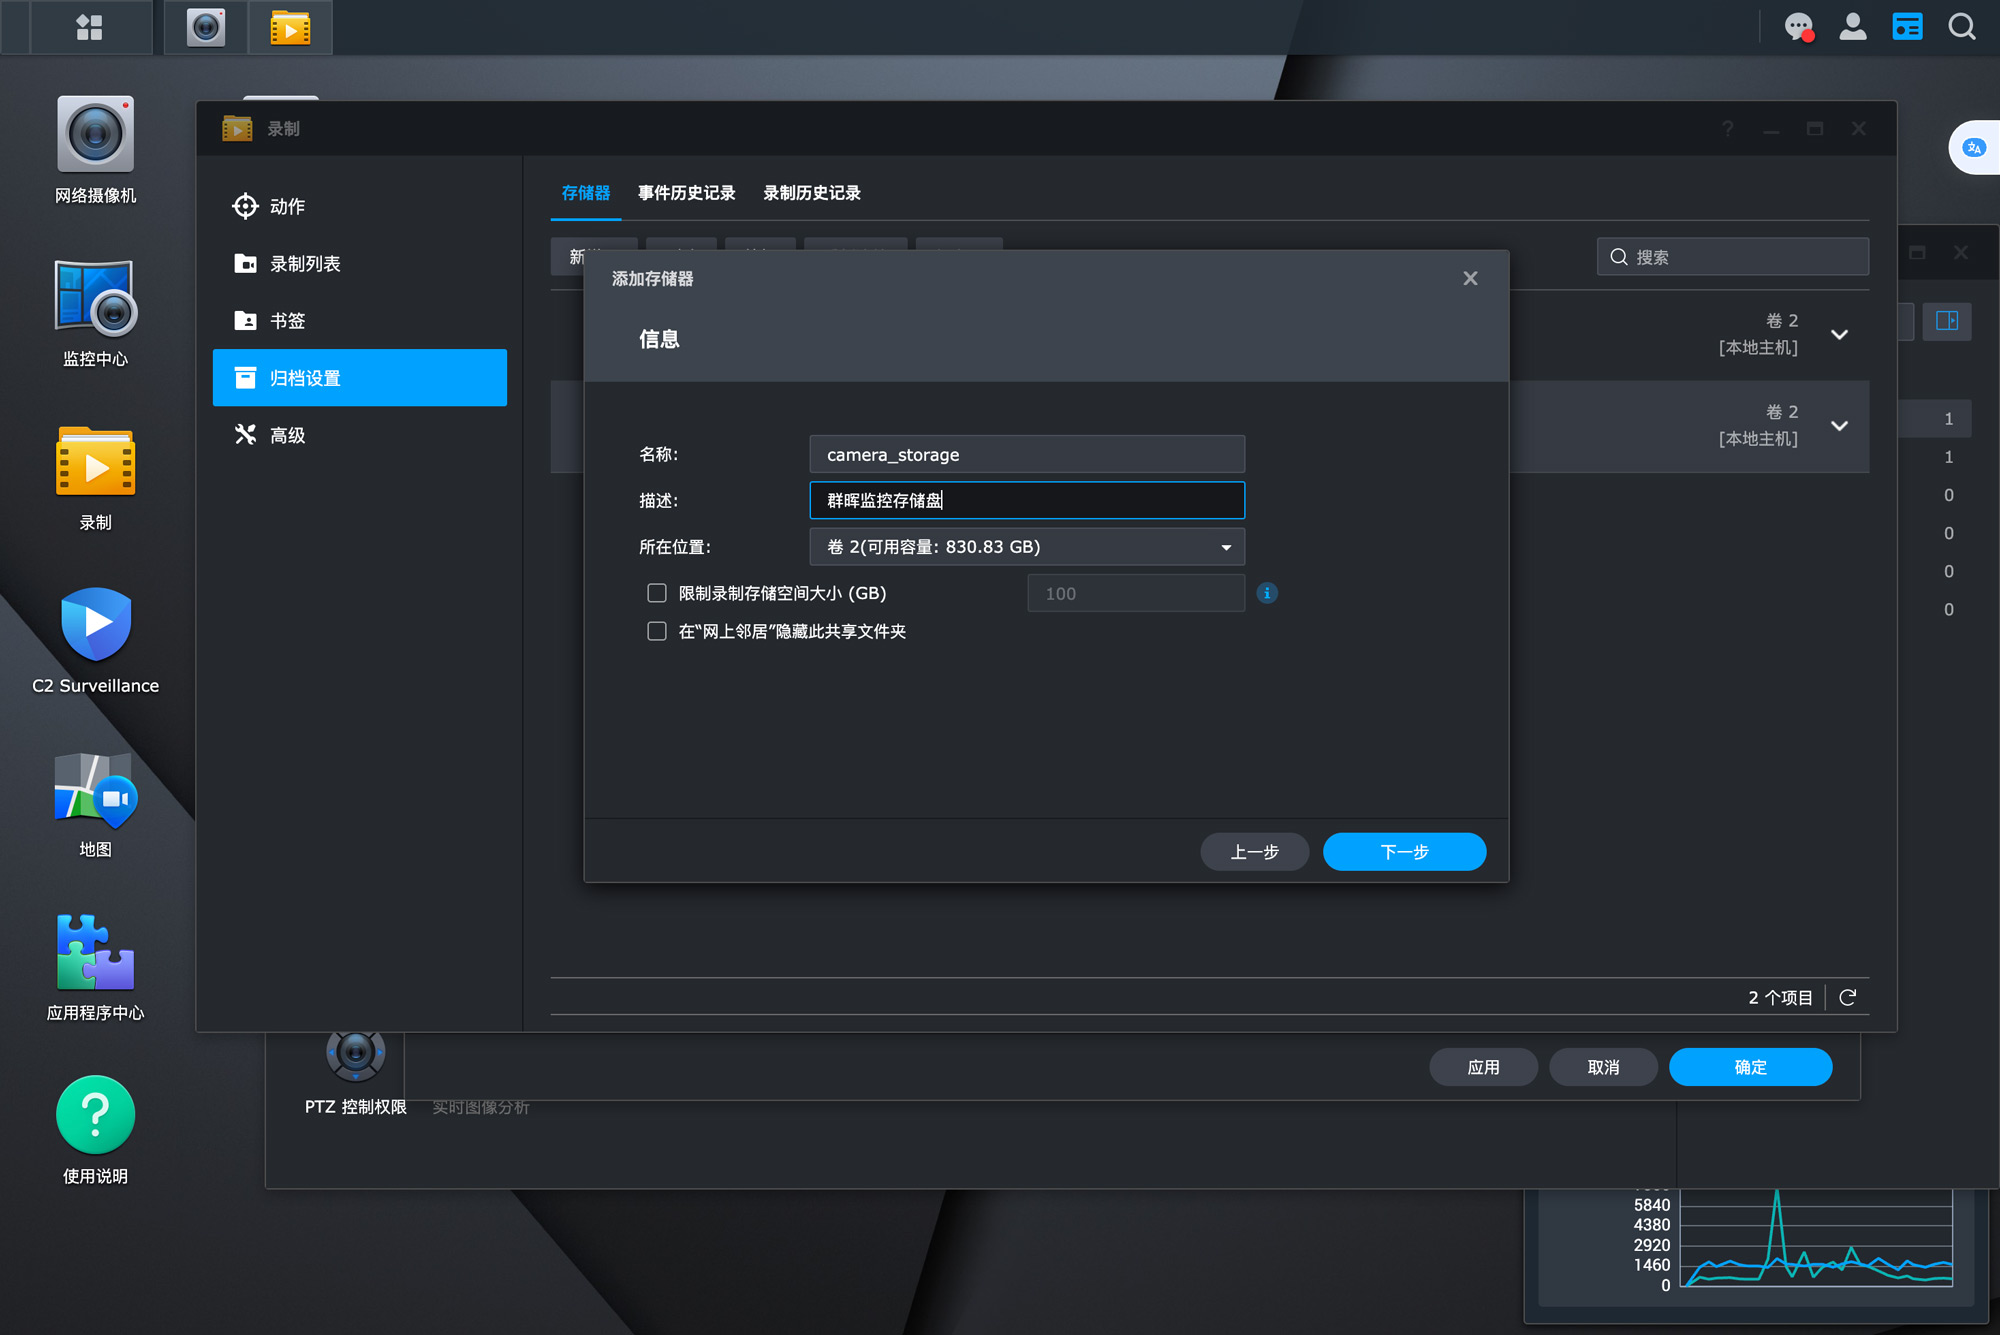 网络摄像机
监控中心
录制
C2 Surveillance
地图
应用程序中心
使用说明
录制
动作
录制列表
书签
归档设置
高级
存储器
事件历史记录
录制历史记录
搜索
卷 2
[本地主机]
卷 2
[本地主机]
添加存储器
信息
名称:
camera_storage
描述:
群晖监控存储盘
所在位置:
卷 2(可用容量: 830.83 GB)
限制录制存储空间大小 (GB)
100
在“网上邻居”隐藏此共享文件夹
上一步
下一步
2 个项目
1
1
0
0
0
0
应用
取消
确定
PTZ 控制权限
实时图像分析
5840
4380
2920
1460
0